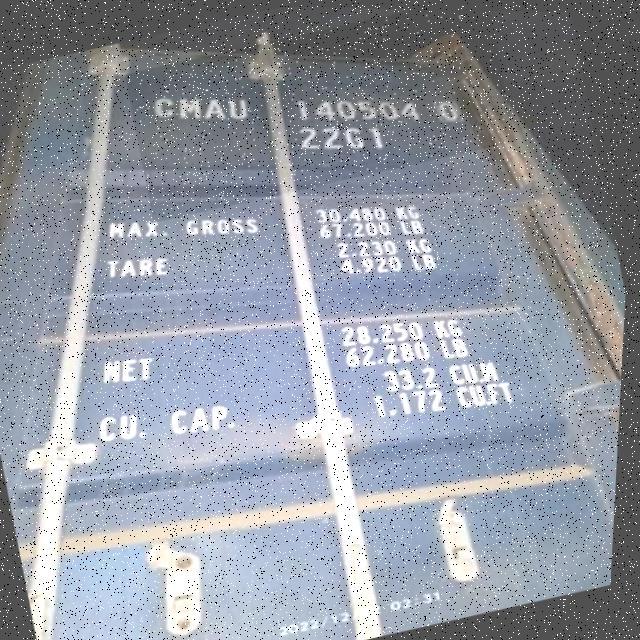 CMAU 140504 0
22G1
MAX. GROSS 30.480 KG
67.200 LB
TARE 2.230 KG
4.920 LB
NET 28.250 KG
62.280 LB
CU. CAP. 33.2 CU.M
1.172 CU.FT
2022/12 02:31